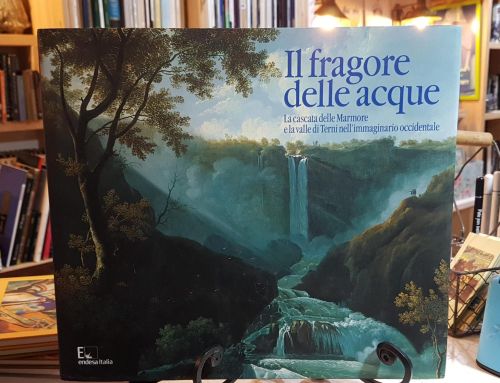 Il fragore
delle acque
La cascata delle Marmore
e la valle di Terni nell'immaginario occidentale
E
endesa Italia